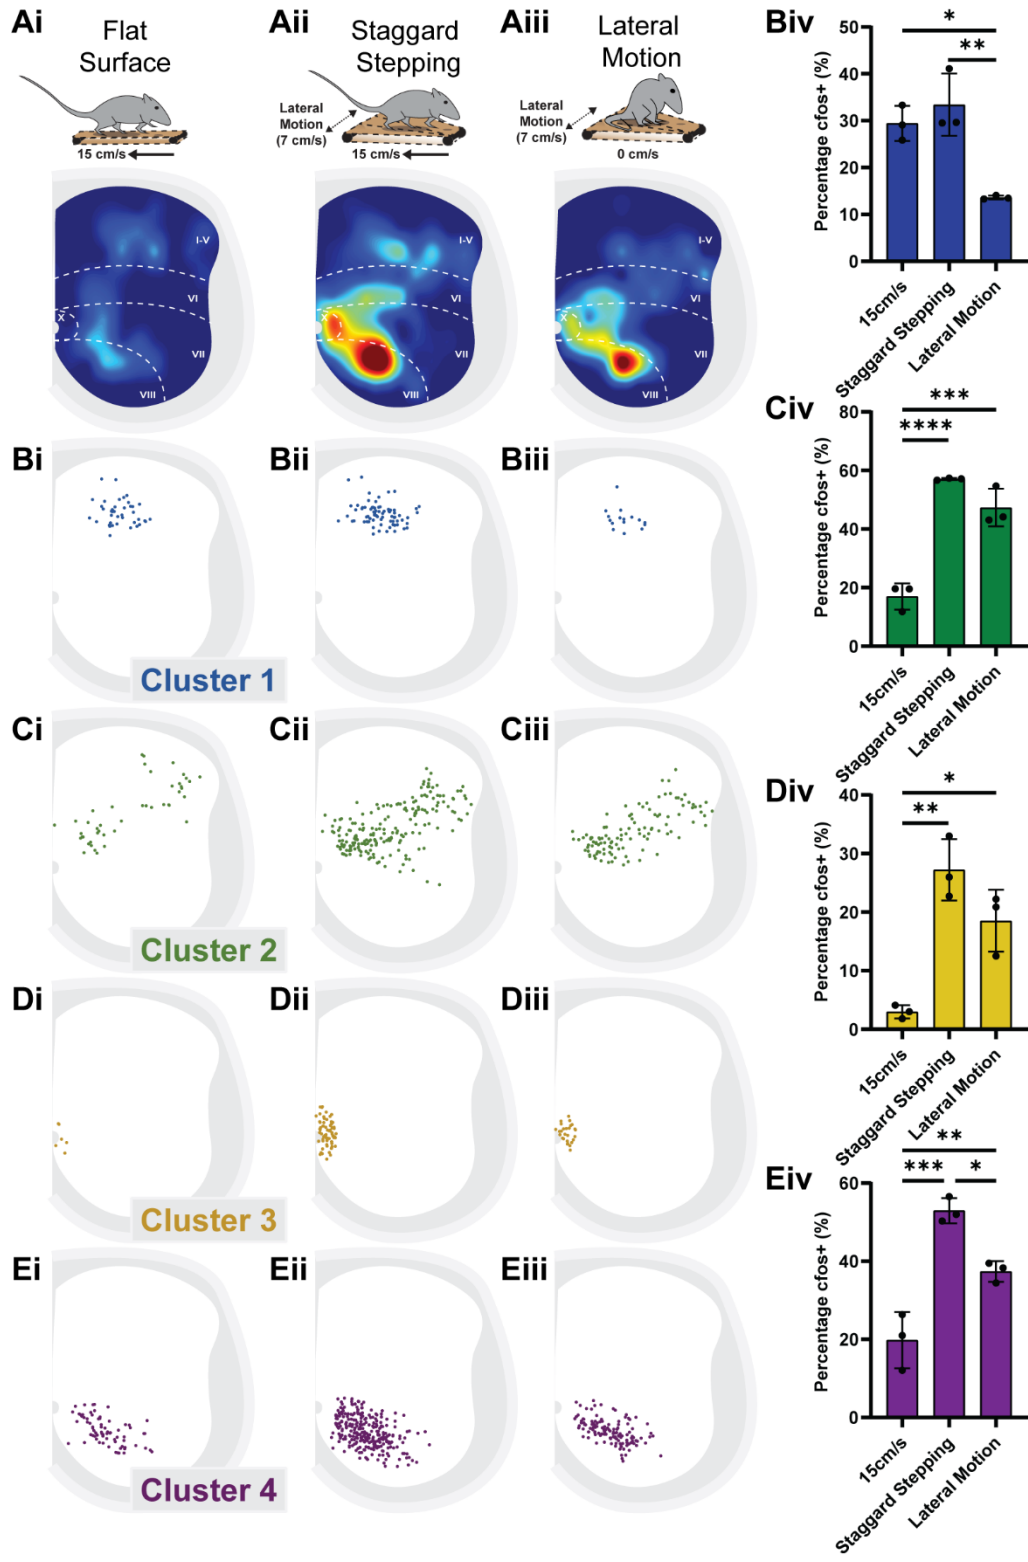 Ai
Flat
Surface
15 cm/s
Aii
Staggard
Stepping
Lateral
Motion
(7 cm/s)
15 cm/s
Aiii
Lateral
Motion
Lateral
Motion
(7 cm/s)
0 cm/s
I-V
VI
X
VII
VIII
I-V
VI
X
VII
VIII
I-V
VI
X
VII
VIII
Biv
Percentage cfos+ (%)
50
40
30
20
10
0
*
**
15cm/s
Staggard Stepping
Lateral Motion
Bi
Bii
Biii
Cluster 1
Civ
Percentage cfos+ (%)
80
60
40
20
0
***
****
15cm/s
Staggard Stepping
Lateral Motion
Ci
Cii
Ciii
Cluster 2
Div
Percentage cfos+ (%)
40
30
20
10
0
*
**
15cm/s
Staggard Stepping
Lateral Motion
Di
Dii
Diii
Cluster 3
Eiv
Percentage cfos+ (%)
60
40
20
0
**
***
*
15cm/s
Staggard Stepping
Lateral Motion
Ei
Eii
Eiii
Cluster 4